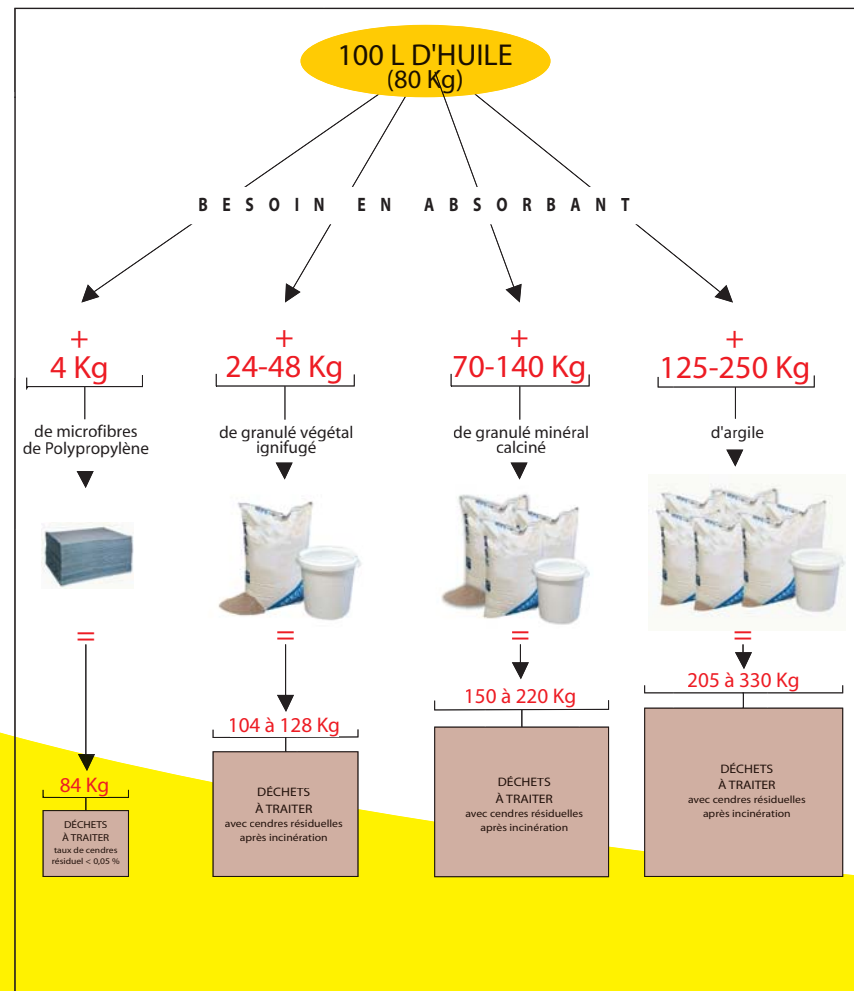 100 L D'HUILE
(80 Kg)
BESOIN EN ABSORBANT
+
4 Kg
de microfibres
de Polypropylène
=
84 Kg
DÉCHETS
À TRAITER
taux de cendres
résiduel < 0,05 %
+
24-48 Kg
de granulé végétal
ignifugé
=
104 à 128 Kg
DÉCHETS
À TRAITER
avec cendres résiduelles
après incinération
+
70-140 Kg
de granulé minéral
calciné
=
150 à 220 Kg
DÉCHETS
À TRAITER
avec cendres résiduelles
après incinération
+
125-250 Kg
d'argile
=
205 à 330 Kg
DÉCHETS
À TRAITER
avec cendres résiduelles
après incinération